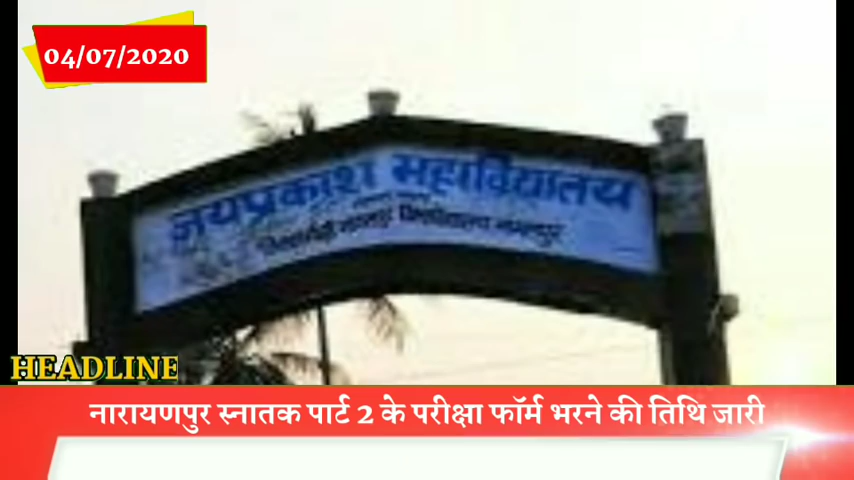 04/07/2020
जयप्रकाश महाविद्यालय
HEADLINE
नारायणपुर स्नातक पार्ट 2 के परीक्षा फॉर्म भरने की तिथि जारी